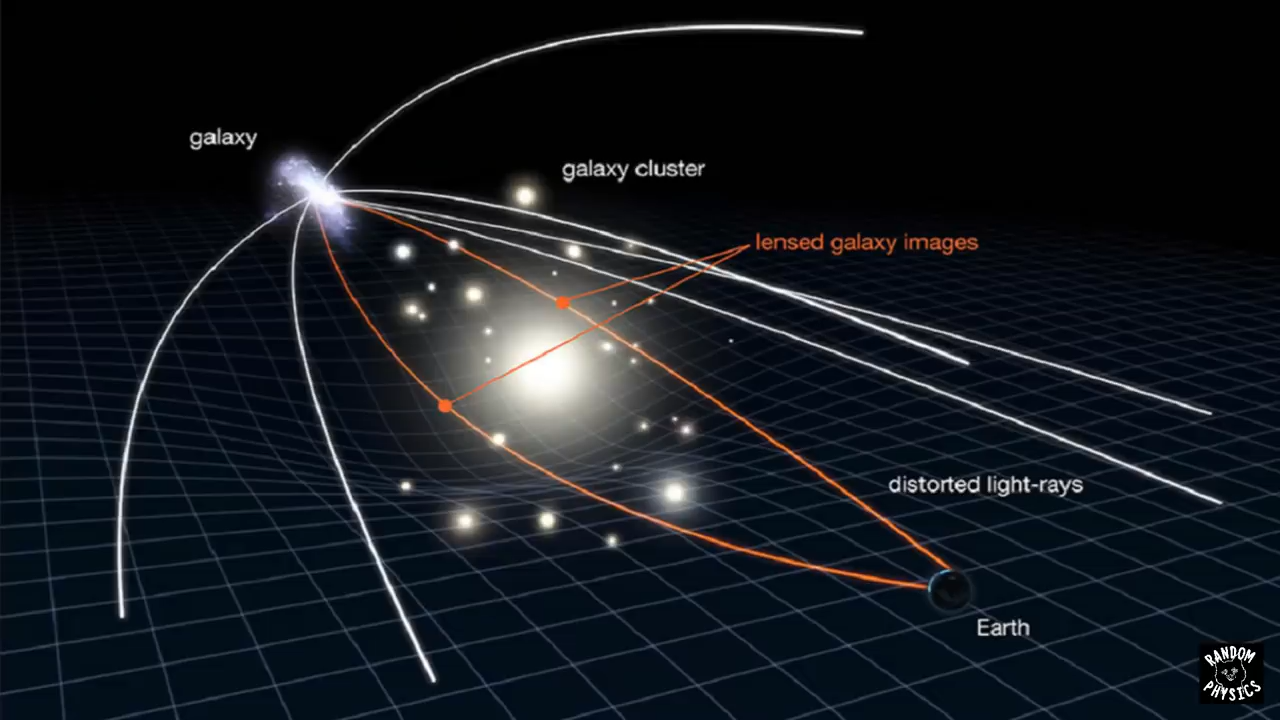 galaxy
galaxy cluster
lensed galaxy images
distorted light-rays
Earth
RANDOM
PHYSICS